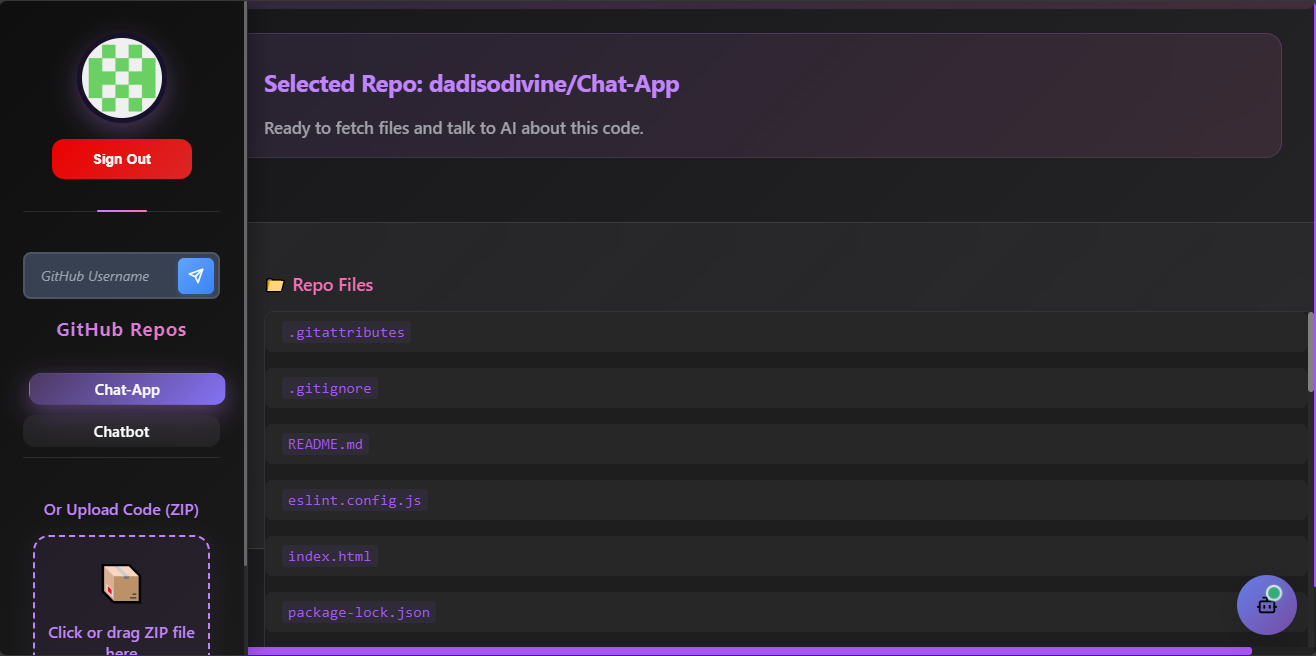 Sign Out
GitHub Username
GitHub Repos
Chat-App
Chatbot
Or Upload Code (ZIP)
Click or drag ZIP file
here
Selected Repo: dadisodivine/Chat-App
Ready to fetch files and talk to AI about this code.
Repo Files
.gitattributes
.gitignore
README.md
eslint.config.js
index.html
package-lock.json